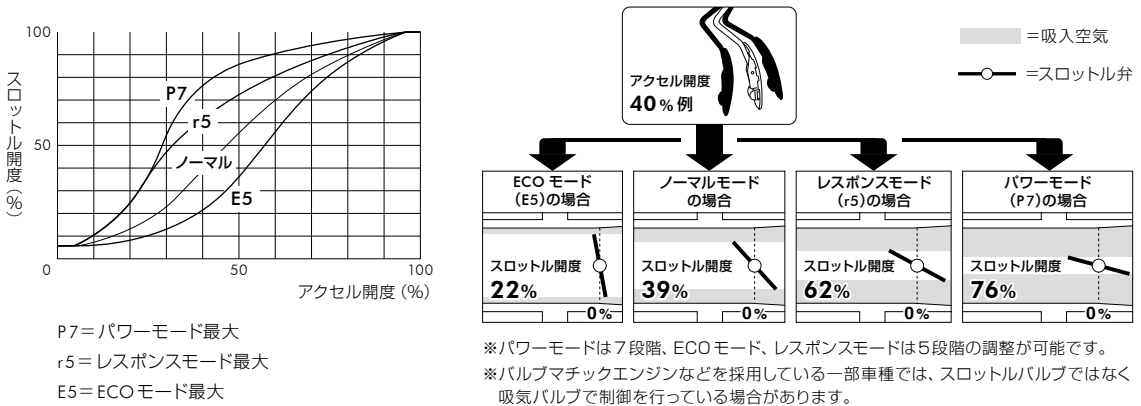 100
50
0
50
100
スロットル開度(%)
アクセル開度(%)
P7
r5
ノーマル
E5
P7=パワーモード最大
r5=レスポンスモード最大
E5=ECOモード最大
アクセル開度
40%例
=吸入空気
=スロットル弁
ECOモード
(E5)の場合
スロットル開度
22%
0%
ノーマルモード
の場合
スロットル開度
39%
0%
レスポンスモード
(r5)の場合
スロットル開度
62%
0%
パワーモード
(P7)の場合
スロットル開度
76%
0%
※パワーモードは7段階、ECOモード、レスポンスモードは5段階の調整が可能です。
※バルブマチックエンジンなどを採用している一部車種では、スロットルバルブではなく
吸気バルブで制御を行っている場合があります。